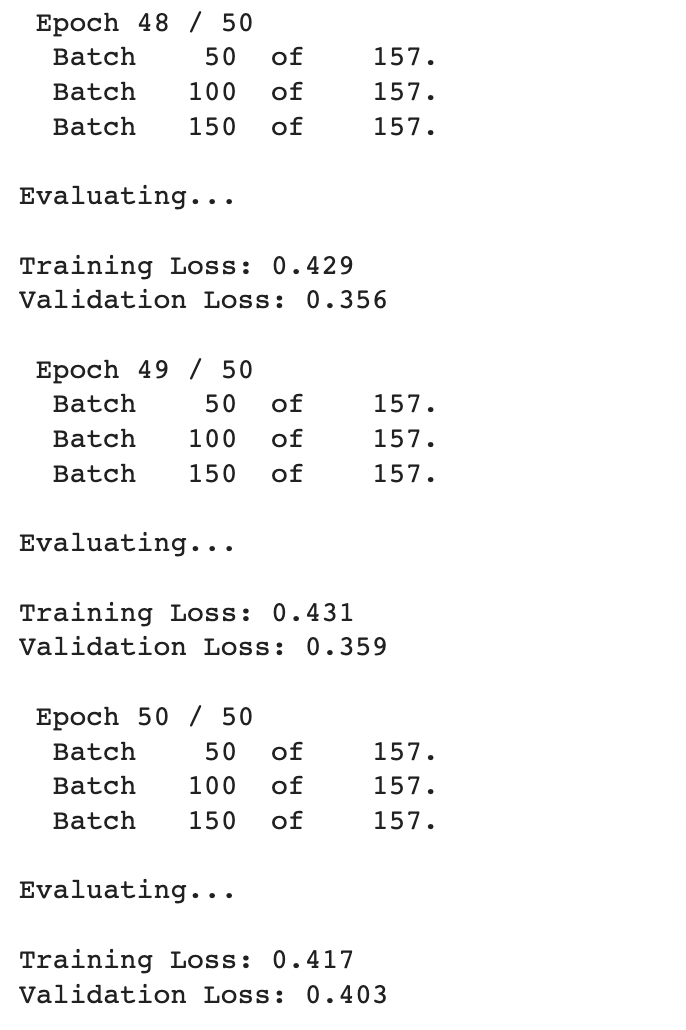 Epoch 48 / 50
Batch 50 of 157.
Batch 100 of 157.
Batch 150 of 157.
Evaluating...
Training Loss: 0.429
Validation Loss: 0.356
Epoch 49 / 50
Batch 50 of 157.
Batch 100 of 157.
Batch 150 of 157.
Evaluating...
Training Loss: 0.431
Validation Loss: 0.359
Epoch 50 / 50
Batch 50 of 157.
Batch 100 of 157.
Batch 150 of 157.
Evaluating...
Training Loss: 0.417
Validation Loss: 0.403